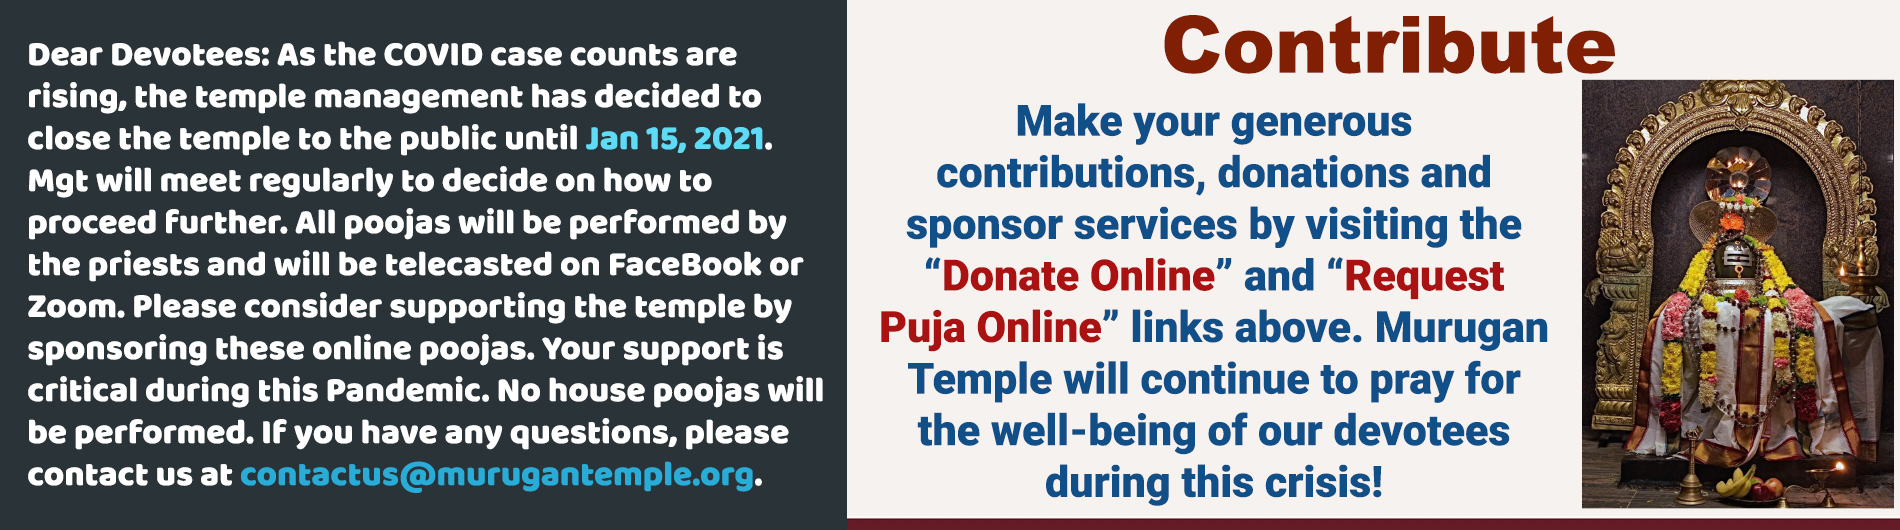 Dear Devotees: As the COVID case counts are
rising, the temple management has decided to
close the temple to the public until Jan 15, 2021.
Mgt will meet regularly to decide on how to
proceed further. All poojas will be performed by
the priests and will be telecasted on FaceBook or
Zoom. Please consider supporting the temple by
sponsoring these online poojas. Your support is
critical during this Pandemic. No house poojas will
be performed. If you have any questions, please
contact us at contactus@murugantemple.org.
Contribute
Make your generous
contributions, donations and
sponsor services by visiting the
“Donate Online” and “Request
Puja Online” links above. Murugan
Temple will continue to pray for
the well-being of our devotees
during this crisis!